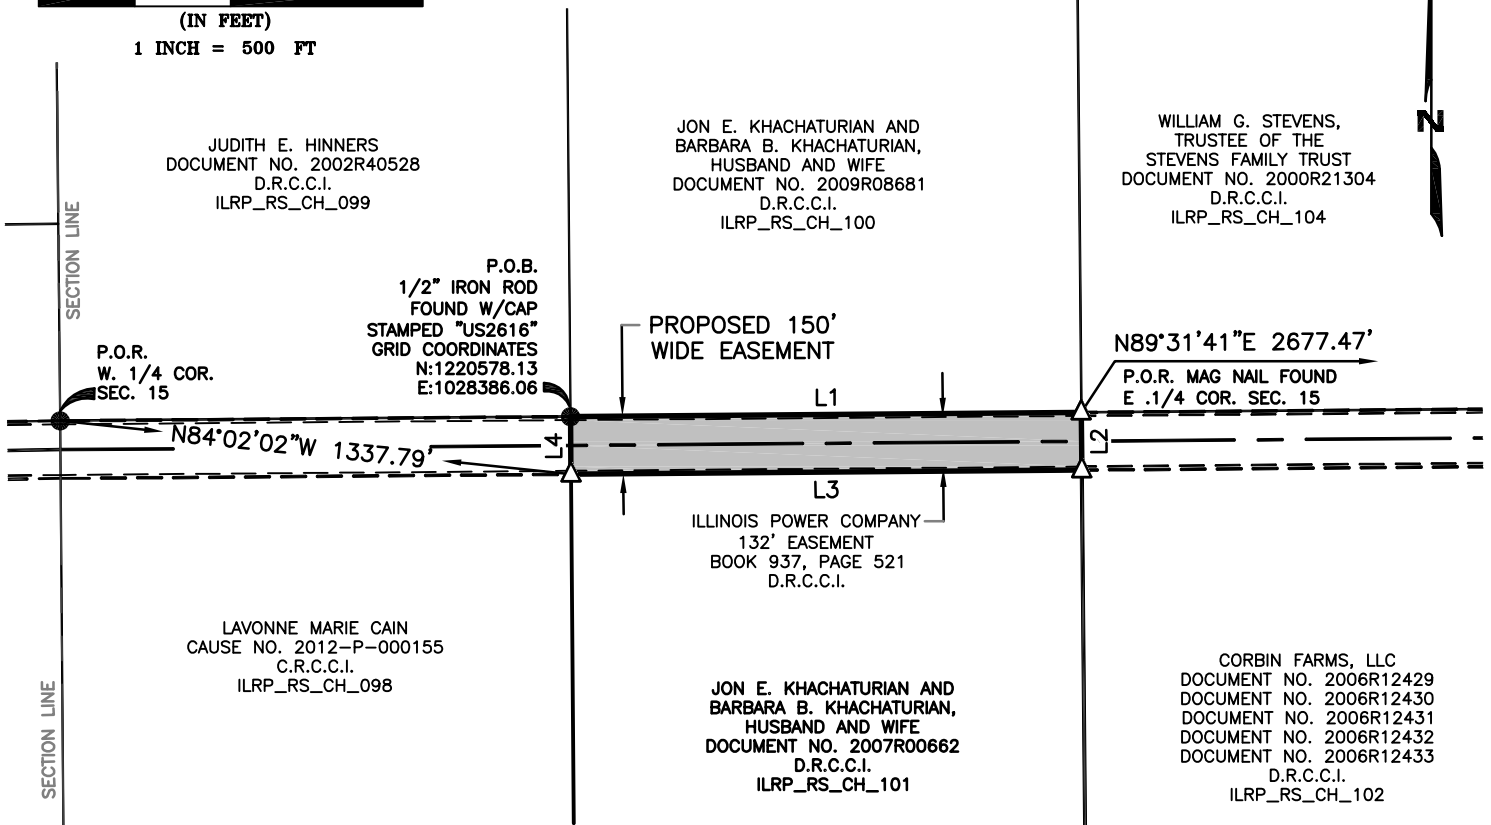 (IN FEET)
1 INCH = 500 FT
JUDITH E. HINNERS
DOCUMENT NO. 2002R40528
D.R.C.C.I.
ILRP_RS_CH_099
JON E. KHACHATURIAN AND
BARBARA B. KHACHATURIAN,
HUSBAND AND WIFE
DOCUMENT NO. 2009R08681
D.R.C.C.I.
ILRP_RS_CH_100
WILLIAM G. STEVENS,
TRUSTEE OF THE
STEVENS FAMILY TRUST
DOCUMENT NO. 2000R21304
D.R.C.C.I.
ILRP_RS_CH_104
N
SECTION LINE
P.O.B.
1/2" IRON ROD
FOUND W/CAP
STAMPED "US2616"
GRID COORDINATES
N:1220578.13
E:1028386.06
P.O.R.
W. 1/4 COR.
SEC. 15
PROPOSED 150'
WIDE EASEMENT
N89°31'41"E 2677.47'
P.O.R. MAG NAIL FOUND
E .1/4 COR. SEC. 15
L1
N84°02'02"W 1337.79'
L4
L2
L3
ILLINOIS POWER COMPANY
132' EASEMENT
BOOK 937, PAGE 521
D.R.C.C.I.
LAVONNE MARIE CAIN
CAUSE NO. 2012-P-000155
C.R.C.C.I.
ILRP_RS_CH_098
SECTION LINE
JON E. KHACHATURIAN AND
BARBARA B. KHACHATURIAN,
HUSBAND AND WIFE
DOCUMENT NO. 2007R00662
D.R.C.C.I.
ILRP_RS_CH_101
CORBIN FARMS, LLC
DOCUMENT NO. 2006R12429
DOCUMENT NO. 2006R12430
DOCUMENT NO. 2006R12431
DOCUMENT NO. 2006R12432
DOCUMENT NO. 2006R12433
D.R.C.C.I.
ILRP_RS_CH_102